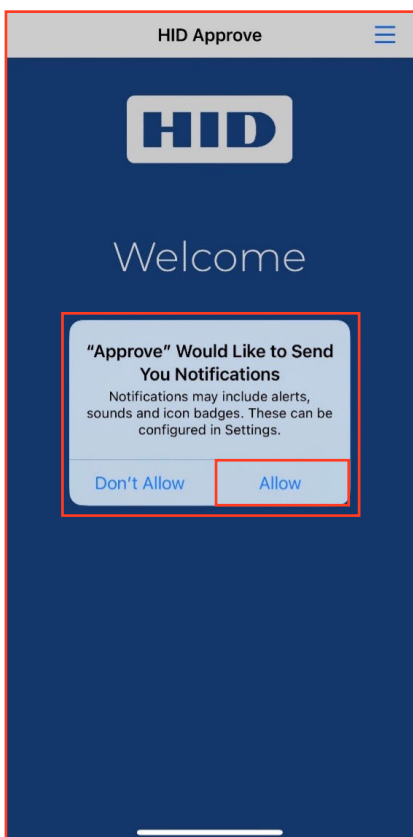 HID Approve
HID
Welcome
“Approve” Would Like to Send
You Notifications
Notifications may include alerts,
sounds and icon badges. These can be
configured in Settings.
Don’t Allow
Allow